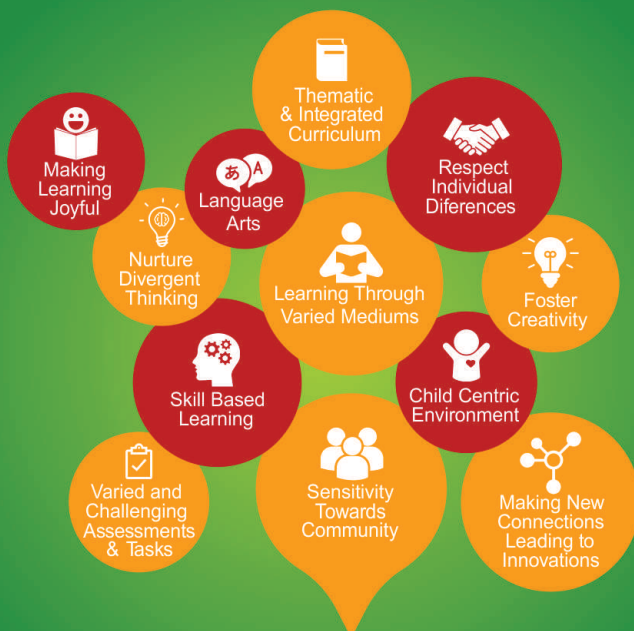 Thematic
& Integrated
Curriculum
Making
Learning
Joyful
Language
Arts
Respect
Individual
Diferences
Nurture
Divergent
Thinking
Learning Through
Varied Mediums
Foster
Creativity
Skill Based
Learning
Child Centric
Environment
Varied and
Challenging
Assessments
& Tasks
Sensitivity
Towards
Community
Making New
Connections
Leading to
Innovations
あ A